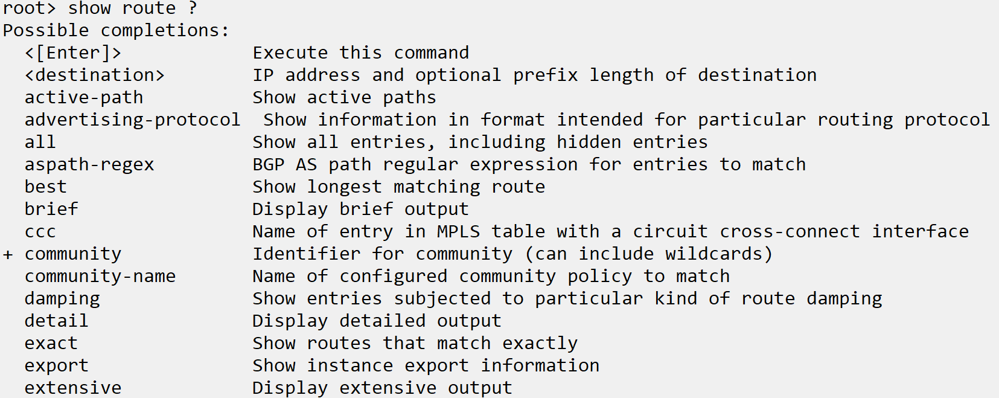 root> show route ?
Possible completions:
  <[Enter]>            Execute this command
  <destination>        IP address and optional prefix length of destination
  active-path          Show active paths
  advertising-protocol  Show information in format intended for particular routing protocol
  all                  Show all entries, including hidden entries
  aspath-regex         BGP AS path regular expression for entries to match
  best                 Show longest matching route
  brief                Display brief output
  ccc                  Name of entry in MPLS table with a circuit cross-connect interface
+ community            Identifier for community (can include wildcards)
  community-name       Name of configured community policy to match
  damping              Show entries subjected to particular kind of route damping
  detail               Display detailed output
  exact                Show routes that match exactly
  export               Show instance export information
  extensive            Display extensive output